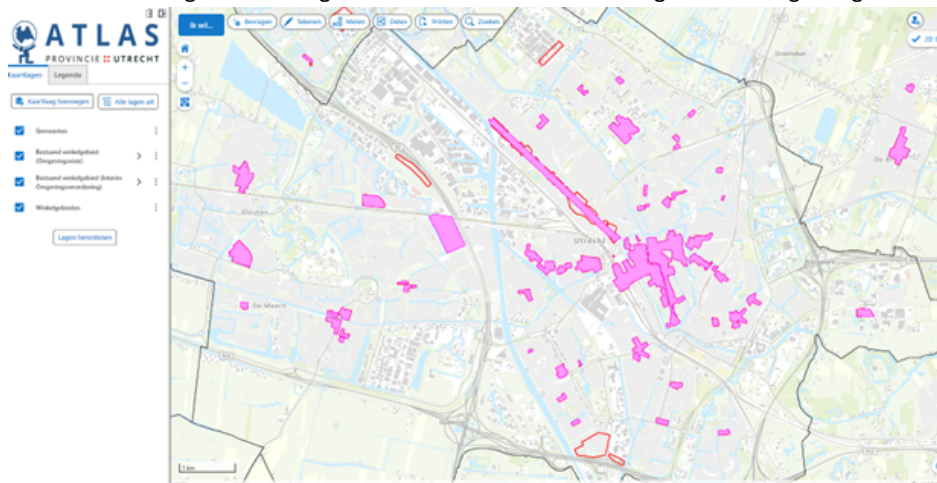 ATLAS
PROVINCIE UTRECHT
Kaartlagen
Legenda
Kaartlaag toevoegen
Alle lagen uit
Gemeenten
Bestaand winkelgebied
(Omgevingsvisie)
Bestaand winkelgebied (Interim
Omgevingsverordening)
Winkelgebieden
Lagen herordenen
Ik wil...
Bevragen
Tekenen
Meten
Delen
Printen
Zoeken
Groenekan
Vleuten
Utrecht
De Meern
1 km